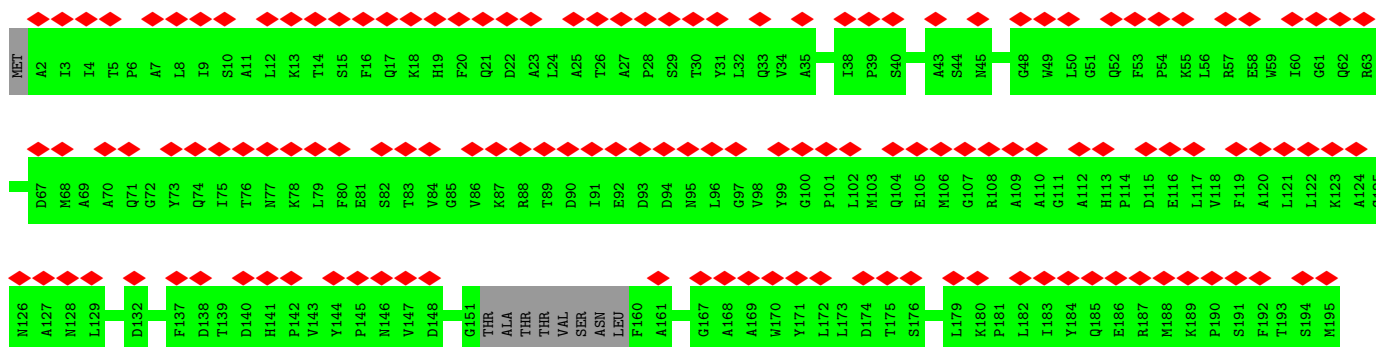 MET A2 I3 I4 T5 P6 A7 L8 I9 S10 A11 L12 K13 T14 S15 F16 Q17 K18 H19 F20 Q21 D22 A23 L24 A25 T26 A27 P28 S29 T30 Y31 L32 Q33 V34 A35 I38 P39 S40 A43 S44 N45 G48 W49 L50 G51 Q52 F53 P54 K55 L56 R57 E58 W59 I60 G61 Q62 R63
D67 M68 A69 A70 Q71 G72 Y73 Q74 I75 T76 N77 K78 L79 F80 E81 S82 T83 V84 G85 V86 K87 R88 T89 D90 I91 E92 D93 D94 N95 L96 G97 V98 Y99 G100 P101 L102 M103 Q104 E105 M106 G107 R108 A109 A110 G111 A112 H113 P114 D115 E116 L117 V118 F119 A120 L121 L122 K123 A124
N126 A127 N128 L129 D132 F137 D138 T139 D140 H141 P142 V143 Y144 P145 N146 V147 D148 G151 THR ALA THR THR VAL SER ASN LEU F160 A161 G167 A168 A169 W170 Y171 L172 L173 D174 T175 S176 L179 K180 P181 L182 I183 Y184 Q185 E186 R187 M188 K189 P190 S191 F192 T193 S194 M195